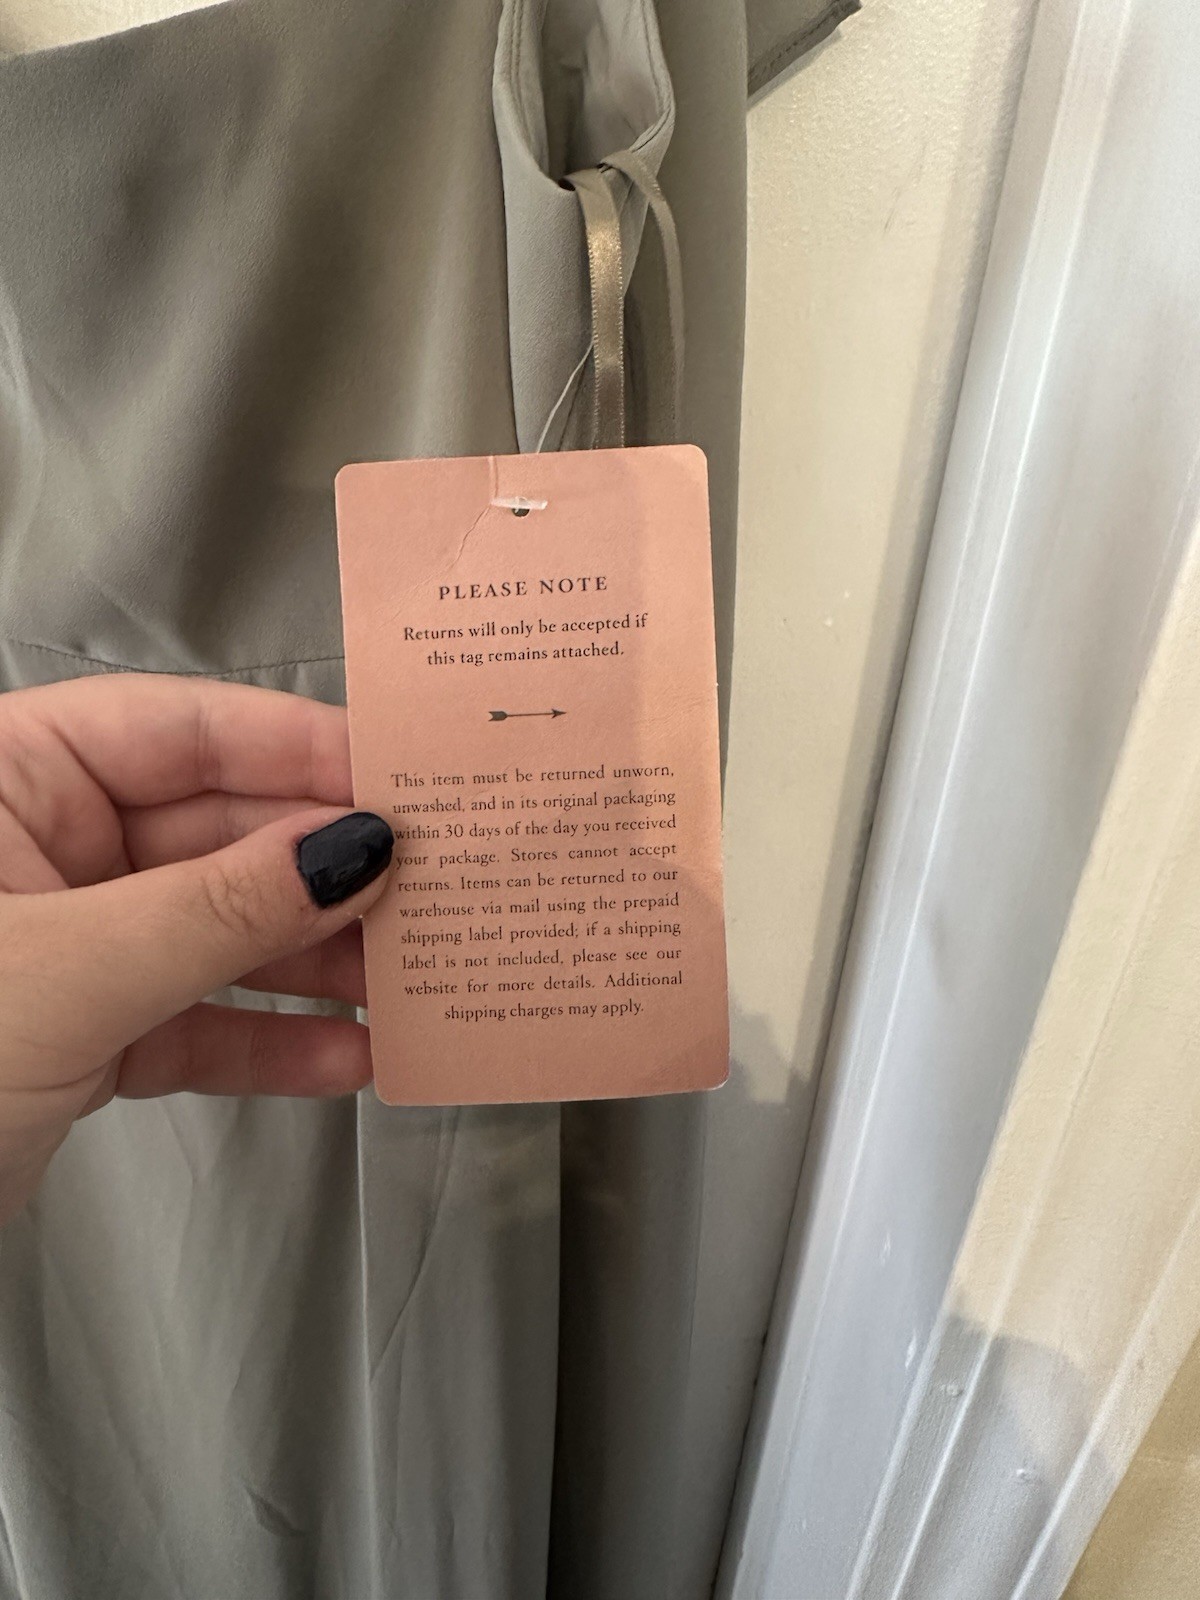 PLEASE NOTE
Returns will only be accepted if
this tag remains attached.
This item must be returned unworn,
unwashed, and in its original packaging
within 30 days of the day you received
your package. Stores cannot accept
returns. Items can be returned to our
warehouse via mail using the prepaid
shipping label provided; if a shipping
label is not included, please see our
website for more details. Additional
shipping charges may apply.